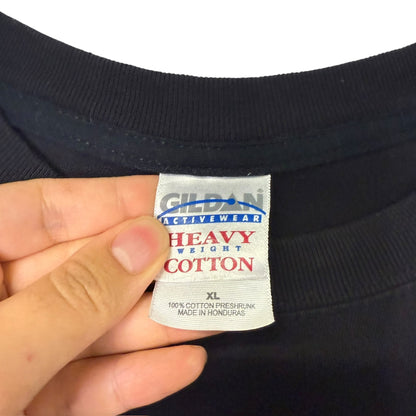 GILDAN
ACTIVEWEAR
HEAVY
WEIGHT
COTTON
XL
100% COTTON PRESHRUNK
MADE IN HONDURAS